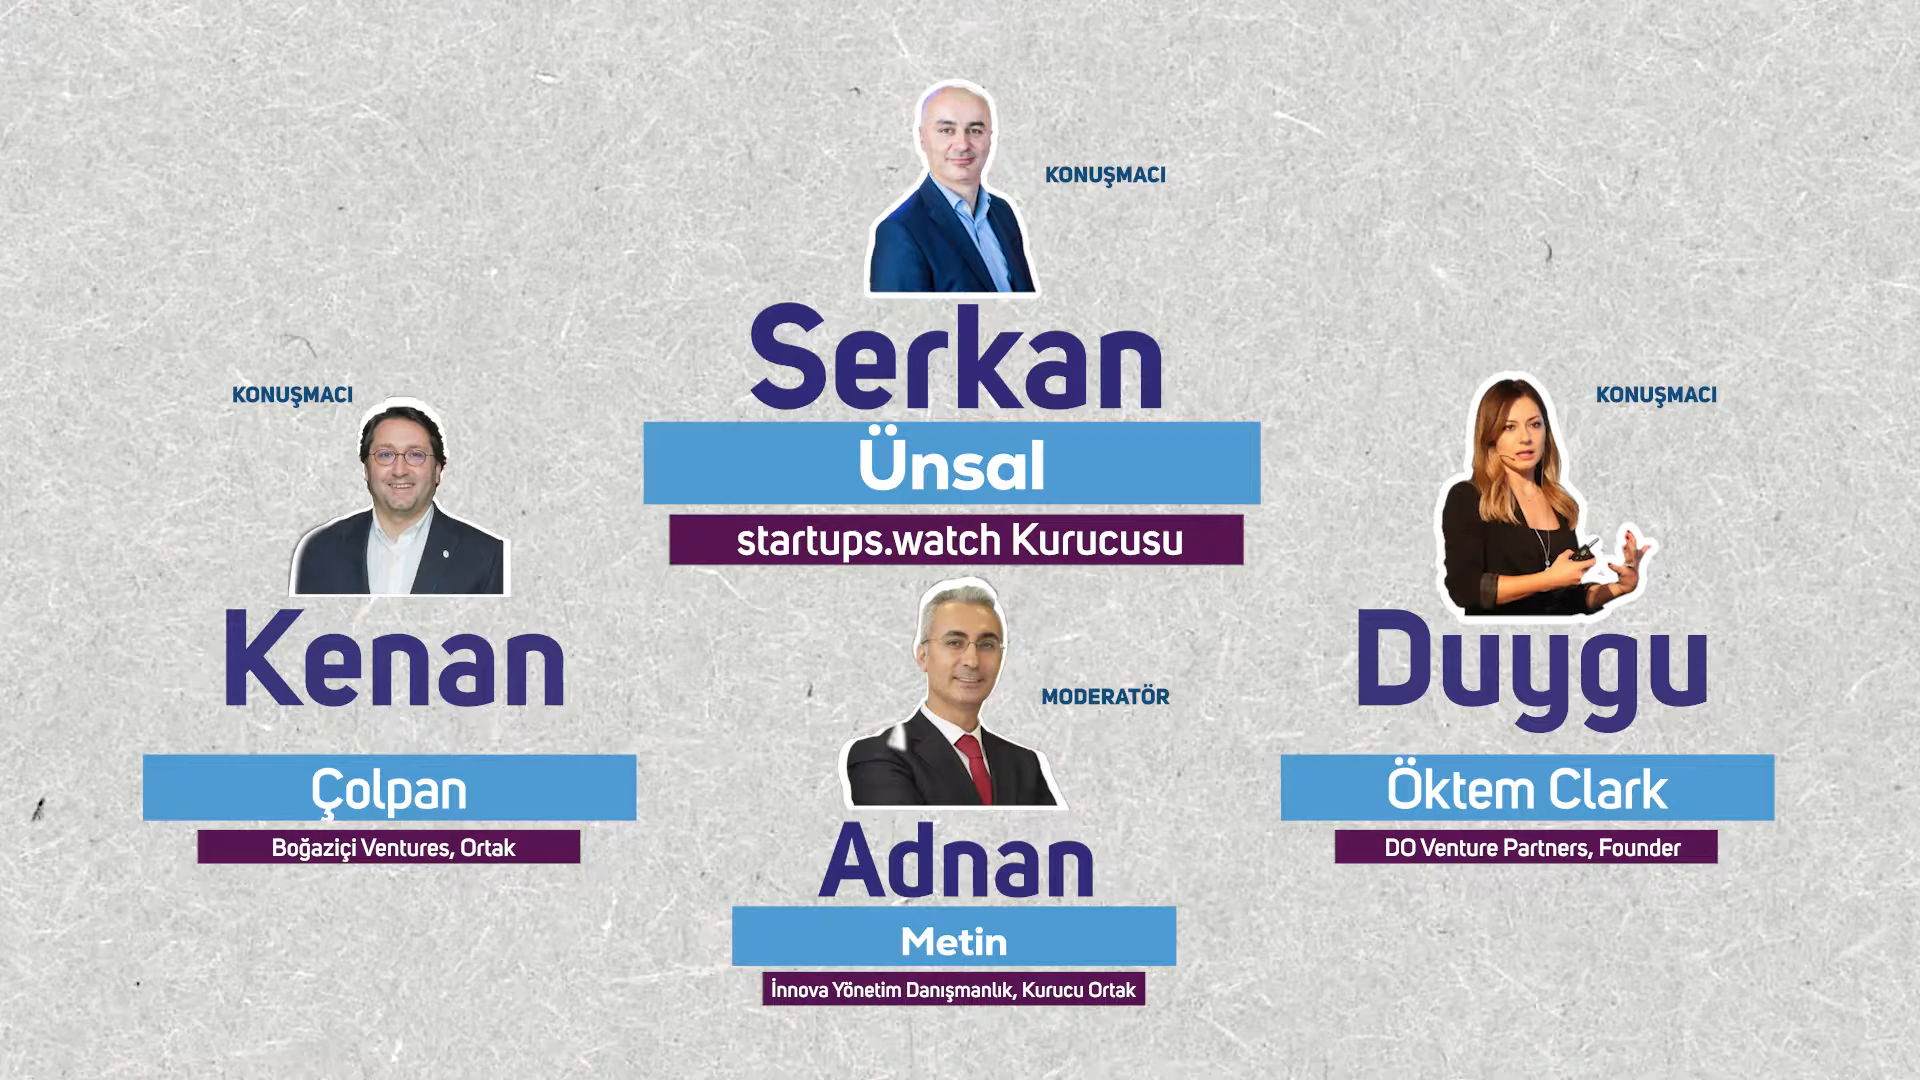 KONUŞMACI
Serkan
Ünsal
startups.watch Kurucusu
KONUŞMACI
Kenan
Çolpan
Boğaziçi Ventures, Ortak
MODERATÖR
Adnan
Metin
İnnova Yönetim Danışmanlık, Kurucu Ortak
KONUŞMACI
Duygu
Öktem Clark
DO Venture Partners, Founder